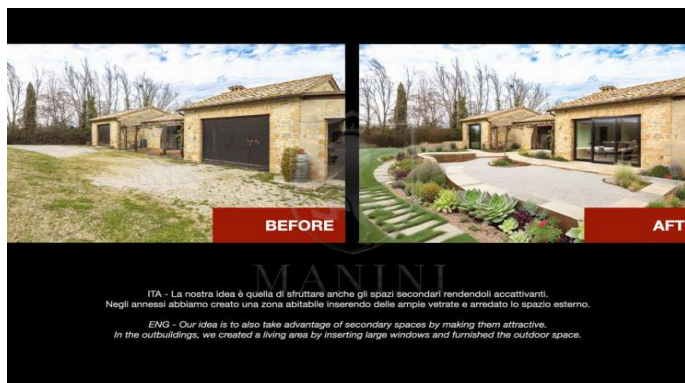 BEFORE
AFT
MANINI
ITA - La nostra idea è quella di sfruttare anche gli spazi secondari rendendoli accattivanti.
Negli annessi abbiamo creato una zona abitabile inserendo delle ampie vetrate e arredato lo spazio esterno.
ENG - Our idea is to also take advantage of secondary spaces by making them attractive.
In the outbuildings, we created a living area by inserting large windows and furnished the outdoor space.